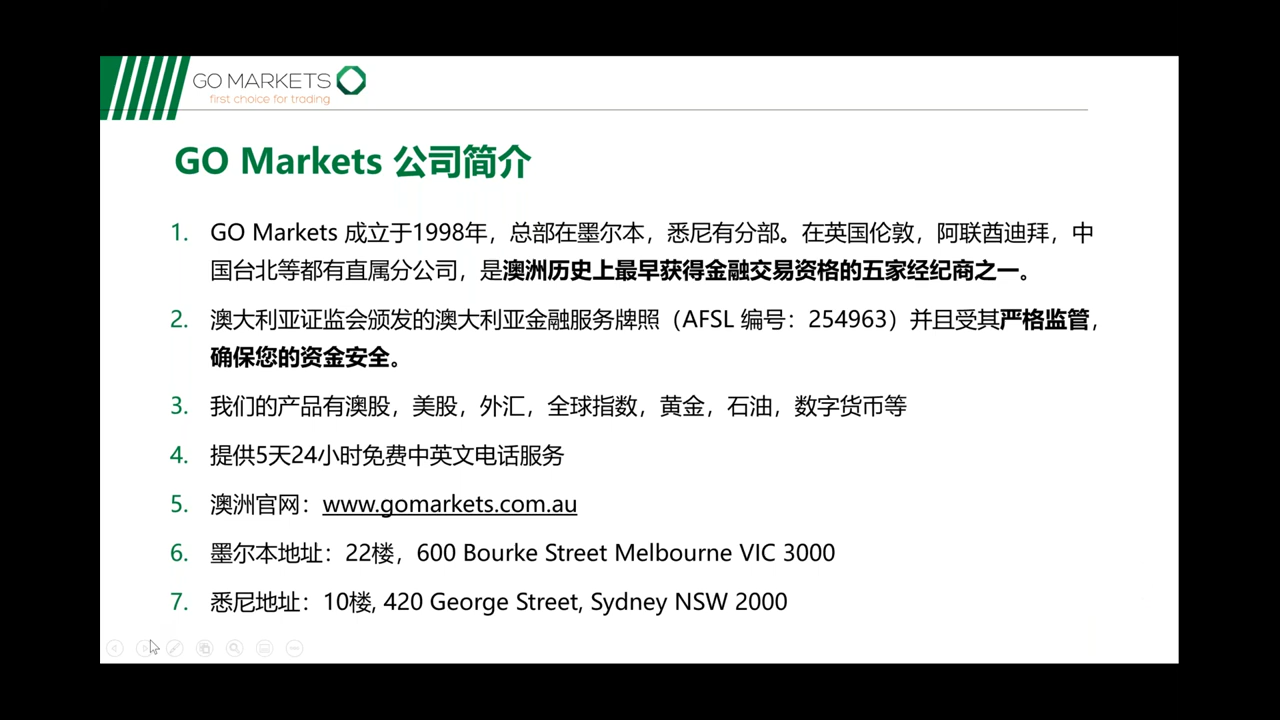 GO MARKETS
first choice for trading
GO Markets 公司简介
1. GO Markets 成立于1998年，总部在墨尔本，悉尼有分部。在英国伦敦，阿联酋迪拜，中
国台北等都有直属分公司，是澳洲历史上最早获得金融交易资格的五家经纪商之一。
2. 澳大利亚证监会颁发的澳大利亚金融服务牌照（AFSL 编号：254963）并且受其严格监管，
确保您的资金安全。
3. 我们的产品有澳股，美股，外汇，全球指数，黄金，石油，数字货币等
4. 提供5天24小时免费中英文电话服务
5. 澳洲官网：www.gomarkets.com.au
6. 墨尔本地址：22楼，600 Bourke Street Melbourne VIC 3000
7. 悉尼地址：10楼, 420 George Street, Sydney NSW 2000